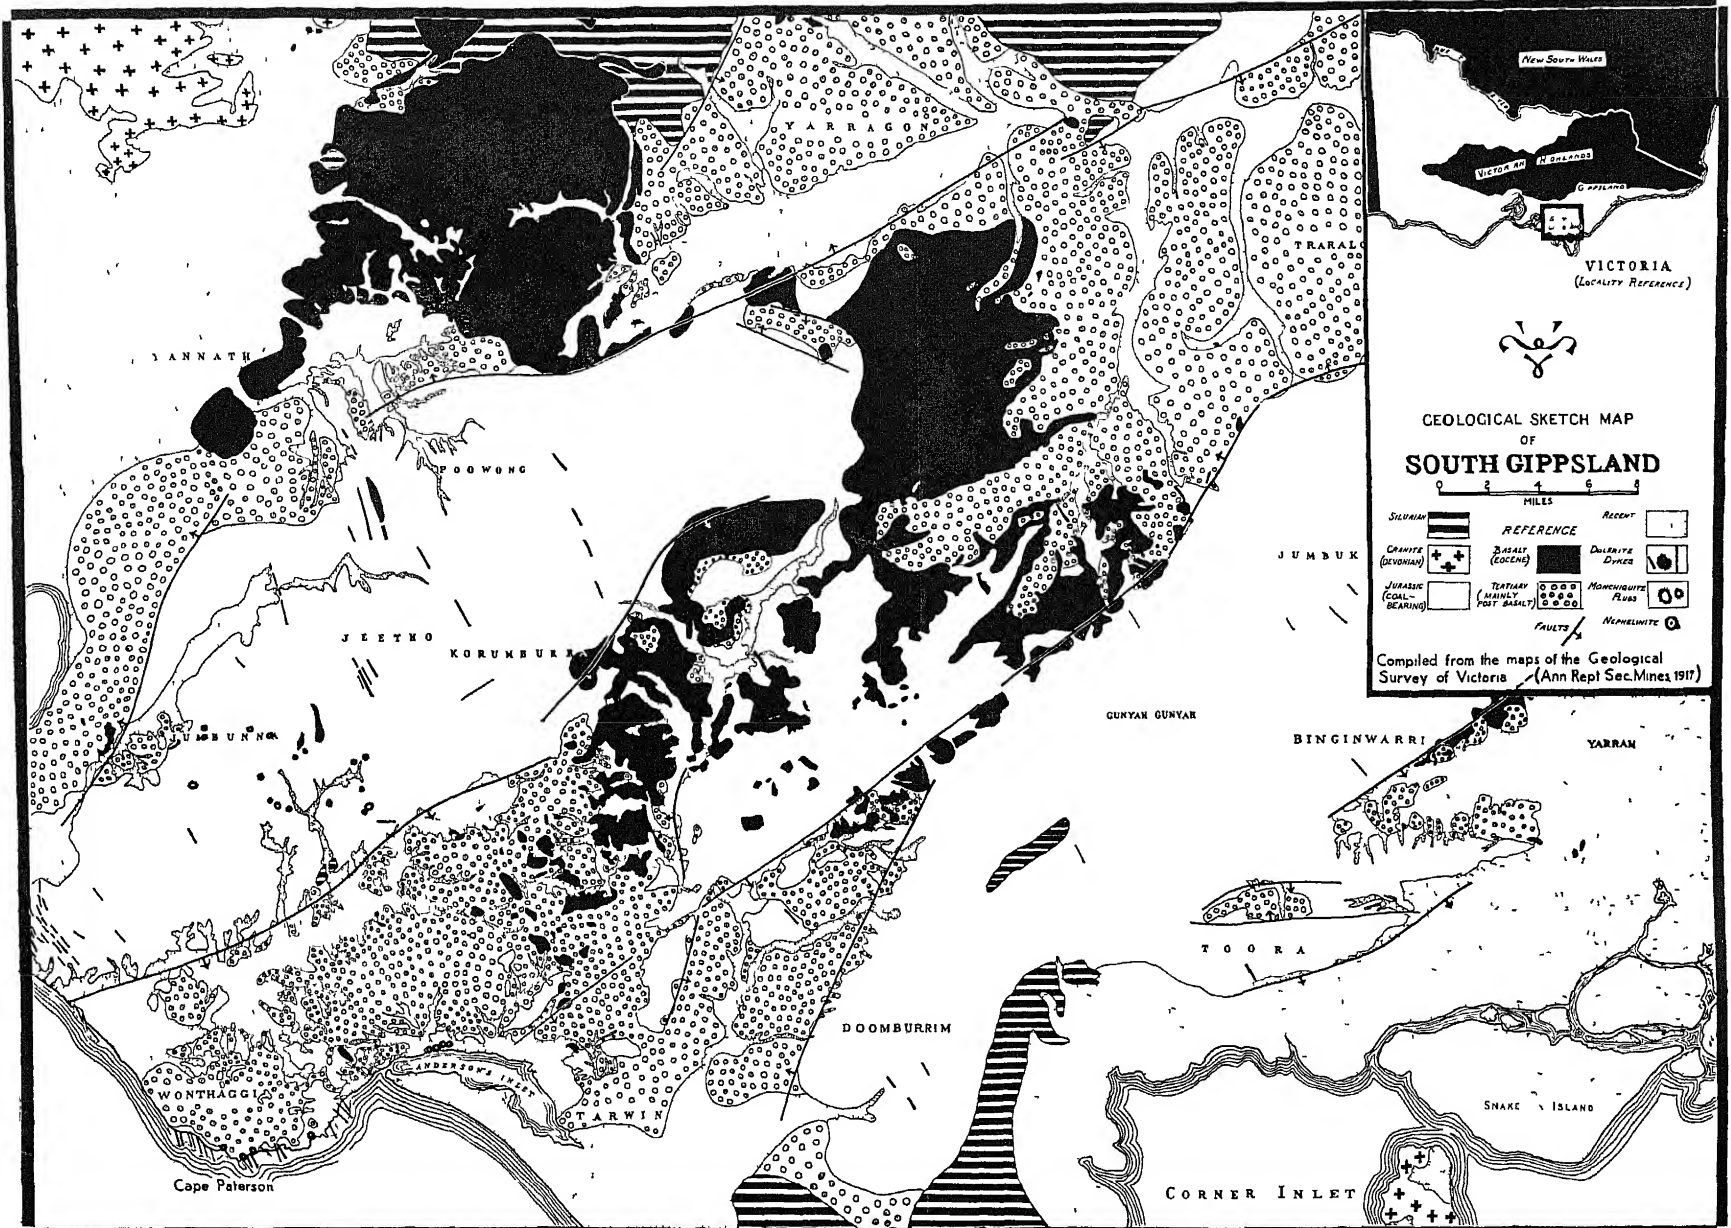 YARRAGON
TRARALG
YANNATH
POOWONG
JUMBUK
JEETHO
KORUMBURR
JUMBUNNA
GUNYAH GUNYAH
BINGINWARRI
YARRAM
TOORA
DOOMBURRIM
ANDERSON'S INLET
WONTHAGGI
TARWIN
SNAKE ISLAND
Cape Paterson
CORNER INLET
NEW SOUTH WALES
VICTORIAN HIGHLANDS
GIPPSLAND
VICTORIA
(LOCALITY REFERENCE)
GEOLOGICAL SKETCH MAP
OF
SOUTH GIPPSLAND
0 2 4 6 8
MILES
SILURIAN
REFERENCE
RECENT
GRANITE
(DEVONIAN)
BASALT
(EOCENE)
DOLERITE
DYKES
JURASSIC
(COAL-
BEARING)
TERTIARY
(MAINLY
POST BASALT)
MONCHIQUITE
PLUGS
FAULTS
NEPHELINITE
Compiled from the maps of the Geological
Survey of Victoria (Ann Rept Sec. Mines, 1917)